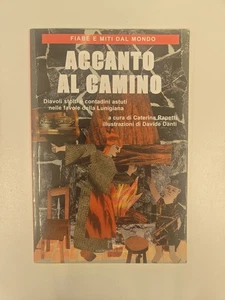 FIABE E MITI DAL MONDO
ACCANTO
AL CAMINO
Diavoli stolti e contadini astuti
nelle favole della Lunigiana
a cura di Caterina Rapetti
illustrazioni di Davide Danti